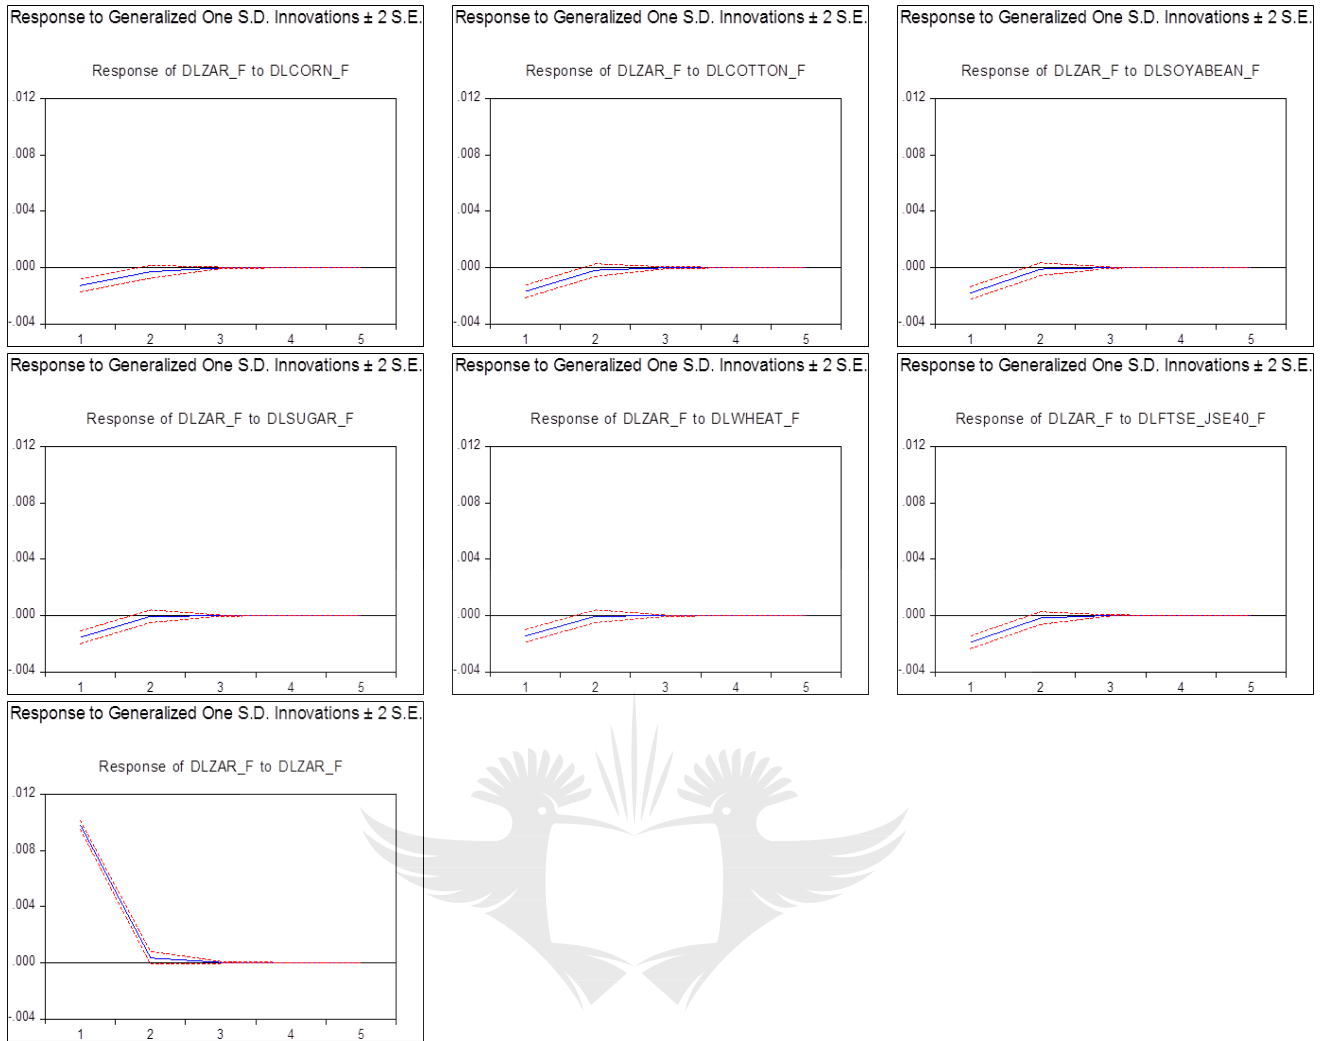 Response to Generalized One S.D. Innovations ± 2 S.E.
Response of DLZAR_F to DLCORN_F
.012
.008
.004
.000
-.004
1 2 3 4 5
Response to Generalized One S.D. Innovations ± 2 S.E.
Response of DLZAR_F to DLCOTTON_F
.012
.008
.004
.000
-.004
1 2 3 4 5
Response to Generalized One S.D. Innovations ± 2 S.E.
Response of DLZAR_F to DLSOYABEAN_F
.012
.008
.004
.000
-.004
1 2 3 4 5
Response to Generalized One S.D. Innovations ± 2 S.E.
Response of DLZAR_F to DLSUGAR_F
.012
.008
.004
.000
-.004
1 2 3 4 5
Response to Generalized One S.D. Innovations ± 2 S.E.
Response of DLZAR_F to DLWHEAT_F
.012
.008
.004
.000
-.004
1 2 3 4 5
Response to Generalized One S.D. Innovations ± 2 S.E.
Response of DLZAR_F to DLFTSE_JSE40_F
.012
.008
.004
.000
-.004
1 2 3 4 5
Response to Generalized One S.D. Innovations ± 2 S.E.
Response of DLZAR_F to DLZAR_F
.012
.008
.004
.000
-.004
1 2 3 4 5